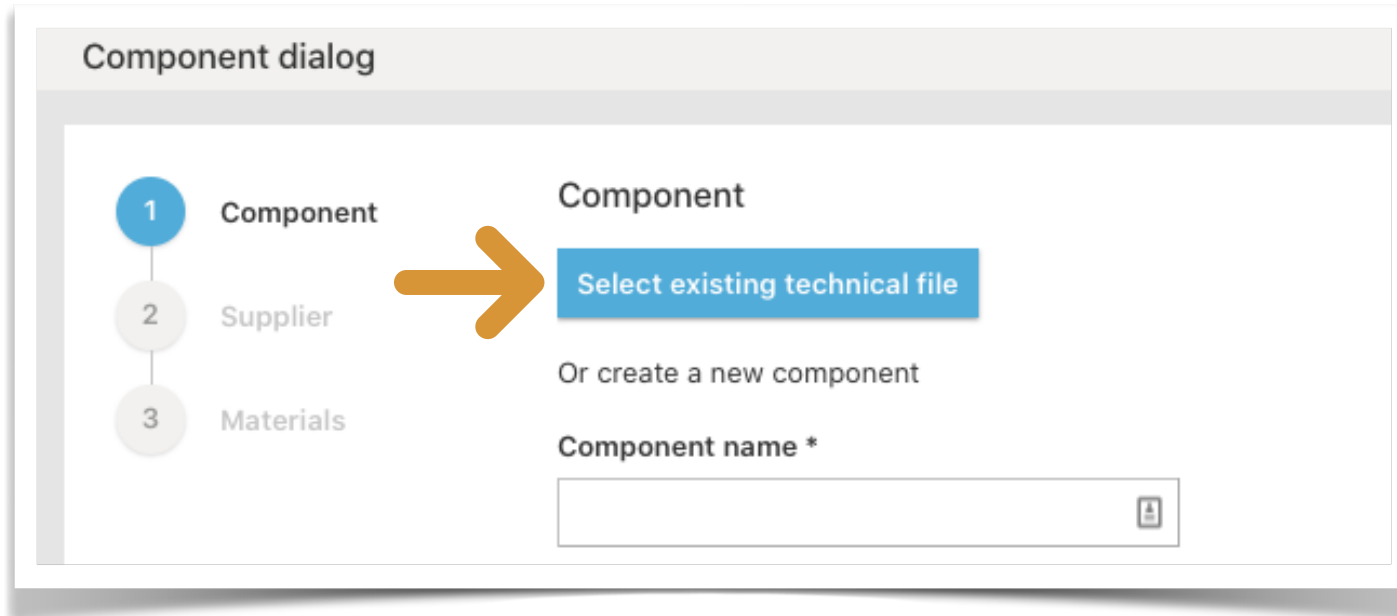 Component dialog
1 Component
2 Supplier
3 Materials
Component
Select existing technical file
Or create a new component
Component name *